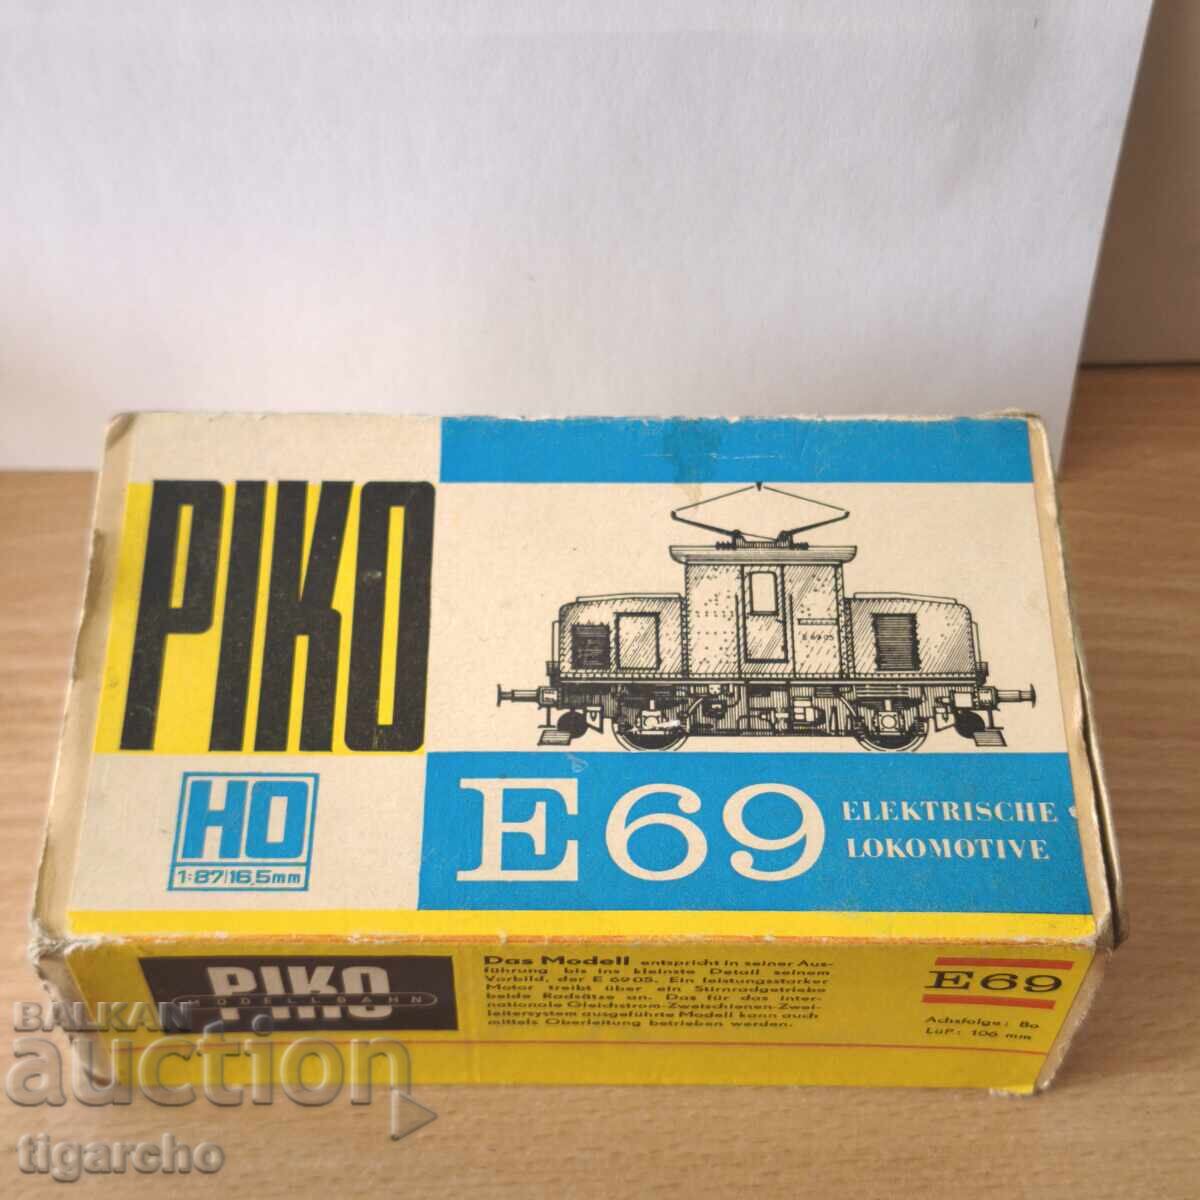 PIKO
E 69 05
HO
1:87/16,5mm
E69
ELEKTRISCHE
LOKOMOTIVE
PIKO
MODELLBAHN
Das Modell entspricht in seiner Aus-
führung bis ins kleinste Detail seinem
Vorbild, der E 6905. Ein leistungsstarker
Motor treibt über ein Stirnradgetriebe
beide Radsätze an. Das für das inter-
nationale Gleichstrom-Zweischienen-Zwei-
leitersystem ausgeführte Modell kann auch
mittels Oberleitung betrieben werden.
E69
Achsfolge: Bo
LüP: 106 mm
BALKAN
auction
tigarcho